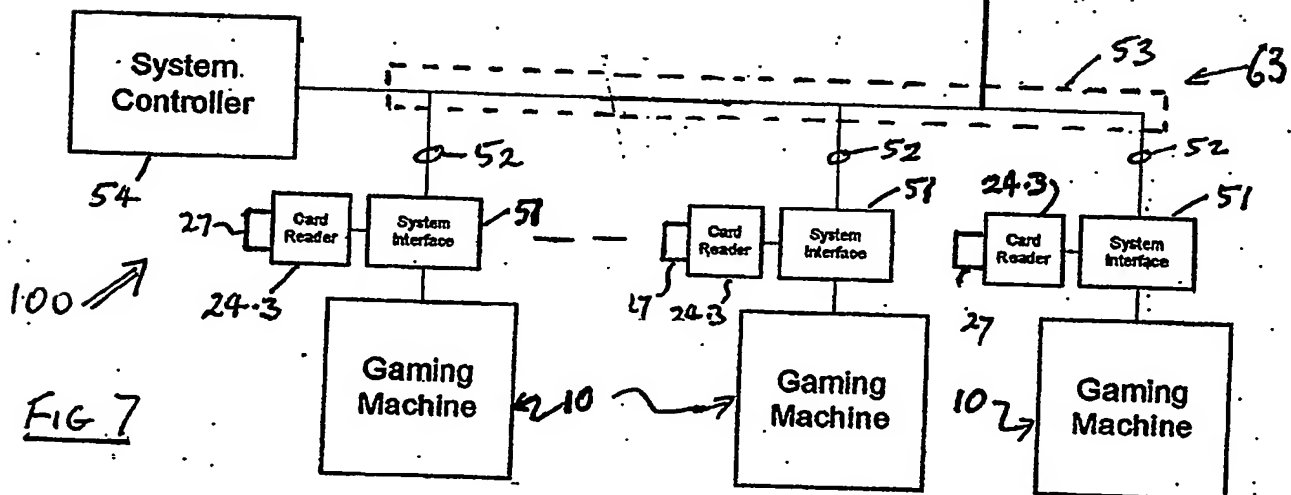 System.
Controller
53
63
54
52
52
52
27
Card
Reader
System
Interface
51
24.3
27
Card
Reader
System
Interface
51
24.3
24.3
27
Card
Reader
System
Interface
51
100
Gaming
Machine
10
Gaming
Machine
10
Gaming
Machine
FIG 7